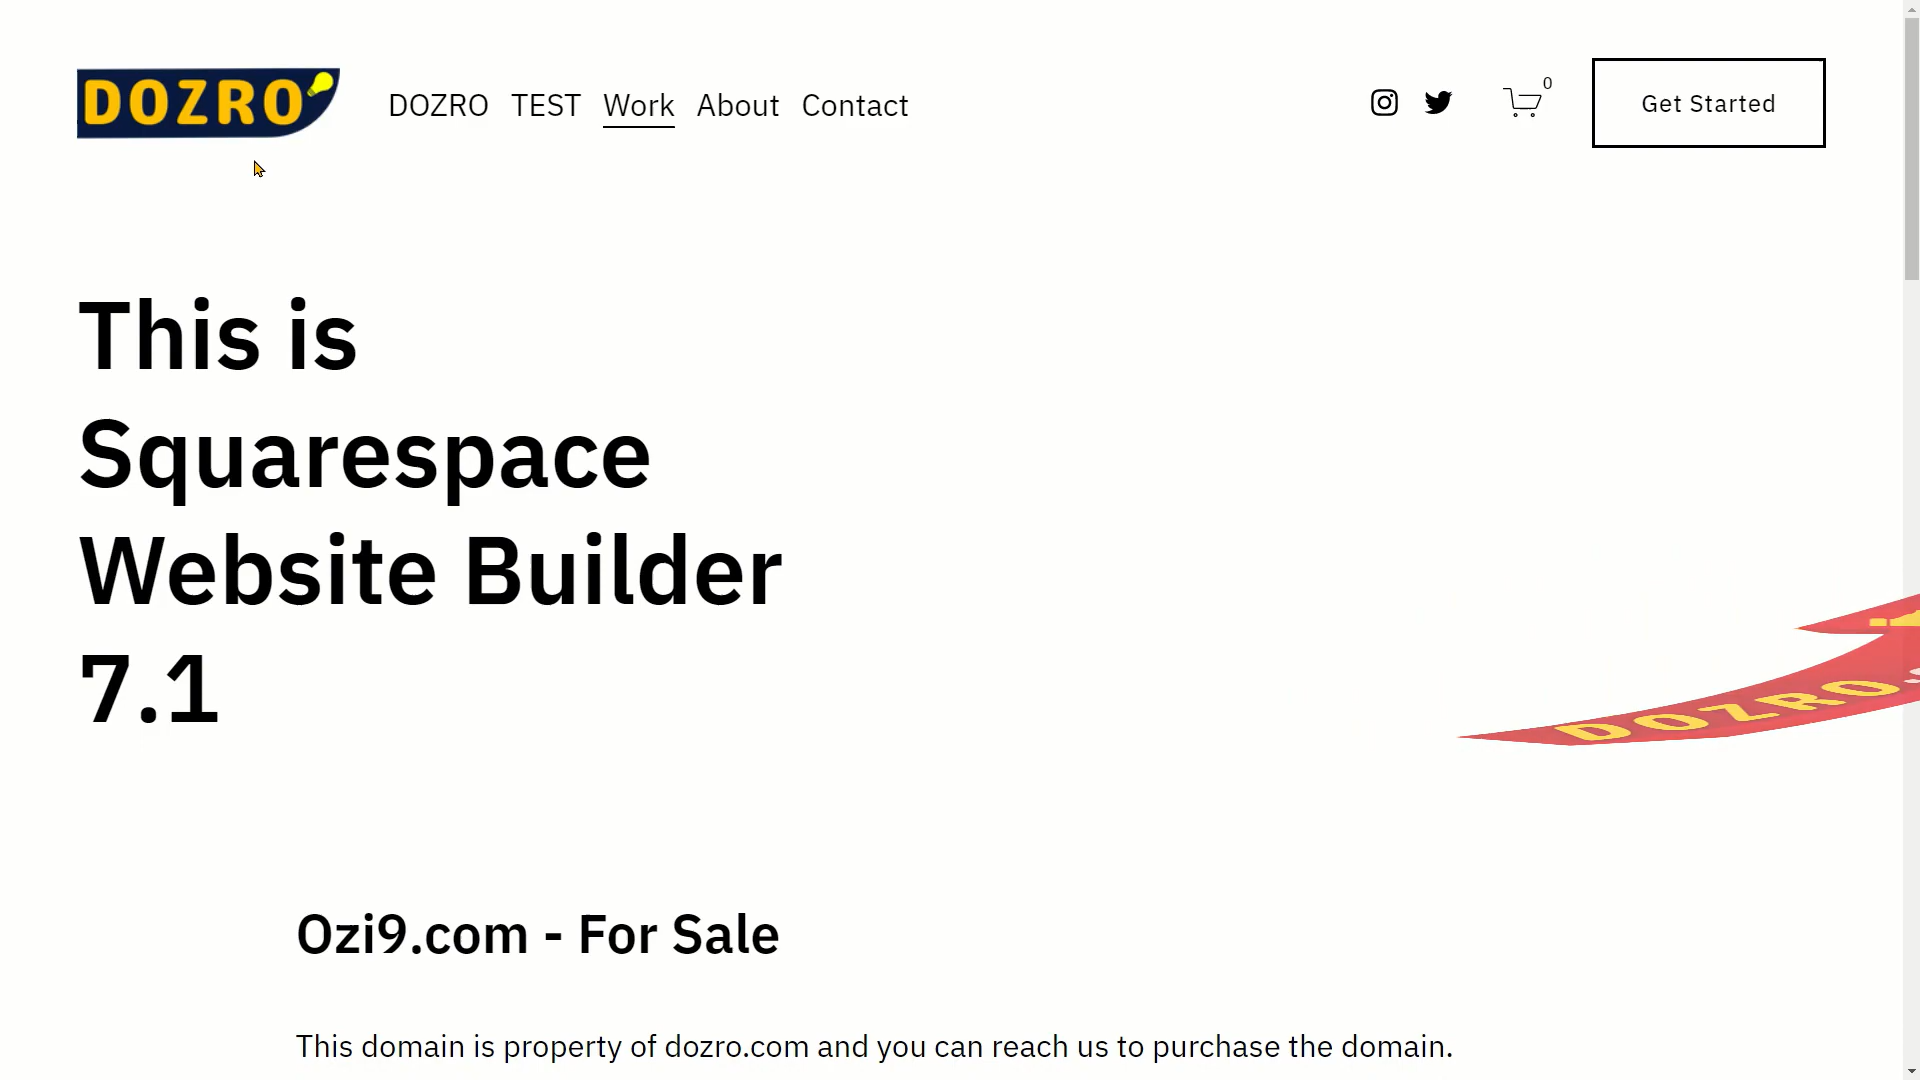 DOZRO
DOZRO TEST Work About Contact
0
Get Started
This is
Squarespace
Website Builder
7.1
DOZRO
Ozi9.com - For Sale
This domain is property of dozro.com and you can reach us to purchase the domain.